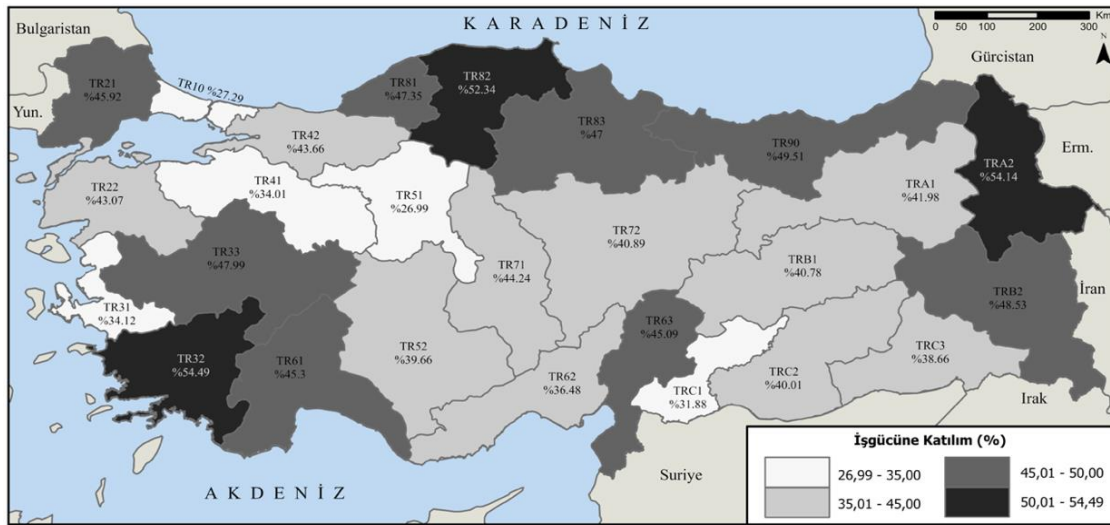 Bulgaristan
KARADENİZ
Km
0 50 100 200 300
N
Gürcistan
TR21
%45.92
TR10 %27.29
TR81
%47.35
TR82
%52.34
Yun.
TR83
%47
TR42
%43.66
TR90
%49.51
Erm.
TRA2
%54.14
TR22
%43.07
TR41
%34.01
TR51
%26.99
TRA1
%41.98
TR72
%40.89
TR33
%47.99
TR71
%44.24
TRB1
%40.78
TRB2
%48.53
İran
TR31
%34.12
TR63
%45.09
TR32
%54.49
TR61
%45.3
TR52
%39.66
TR62
%36.48
TRC3
%38.66
TRC2
%40.01
TRC1
%31.88
Irak
Suriye
AKDENİZ
İşgücüne Katılım (%)
26,99 - 35,00
45,01 - 50,00
35,01 - 45,00
50,01 - 54,49